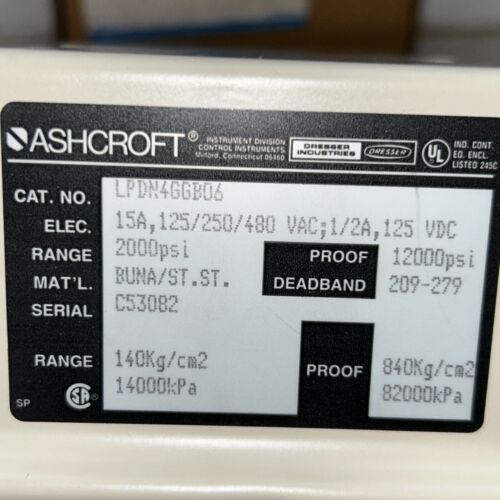 ASHCROFT® INSTRUMENT DIVISION CONTROL INSTRUMENTS Milford, Connecticut 06460 DRESSER INDUSTRIES DRESSER UL IND. CONT. EQ. ENCL. LISTED 245C
CAT. NO. LPDN4GGB06
ELEC. 15A,125/250/480 VAC;1/2A,125 VDC
RANGE 2000psi PROOF 12000psi
MAT'L. BUNA/ST.ST. DEADBAND 209-279
SERIAL C53082
RANGE 140Kg/cm2 PROOF 840Kg/cm2
14000kPa 82000kPa
SP SA